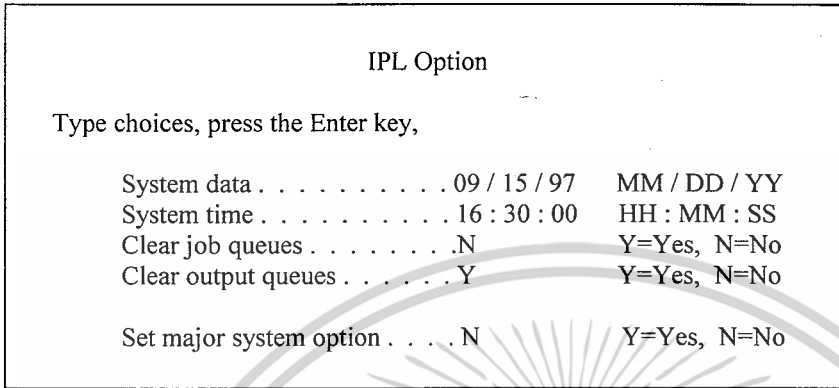 IPL Option
Type choices, press the Enter key,
System data . . . . . . . . . . 09 / 15 / 97 MM / DD / YY
System time . . . . . . . . . . 16 : 30 : 00 HH : MM : SS
Clear job queues . . . . . . . .N Y=Yes, N=No
Clear output queues . . . . . . Y Y=Yes, N=No
Set major system option . . . . N Y=Yes, N=No